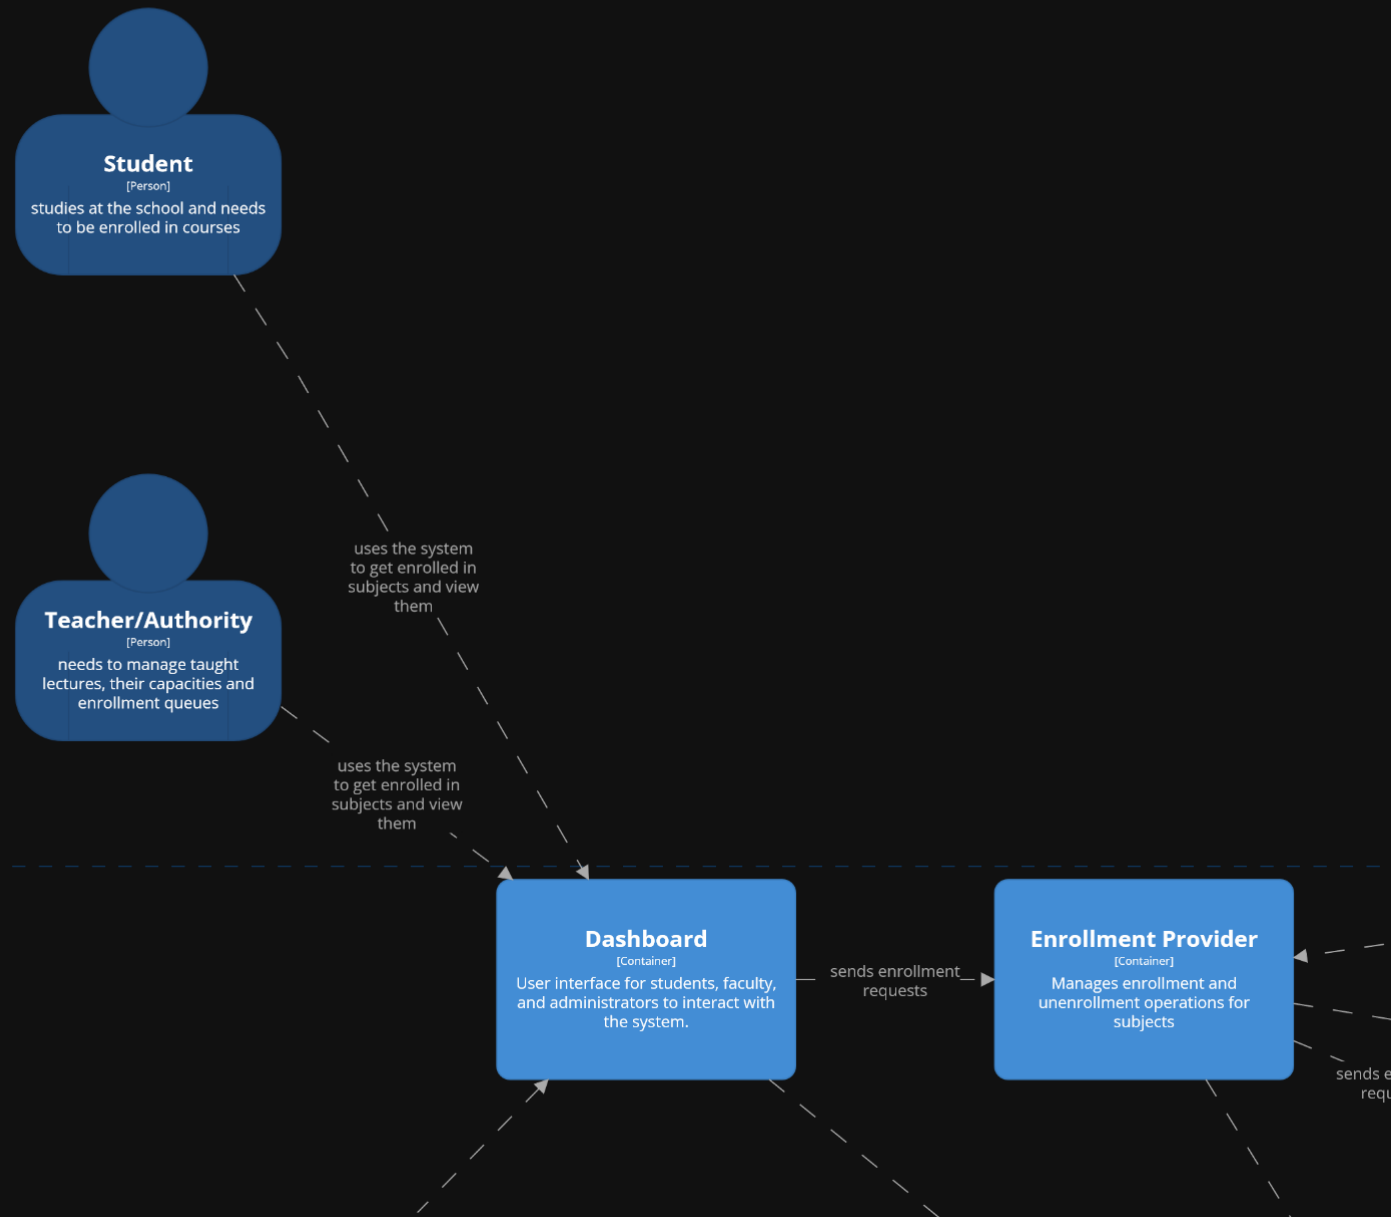 Student
[Person]
studies at the school and needs
to be enrolled in courses
uses the system
to get enrolled in
subjects and view
them
Teacher/Authority
[Person]
needs to manage taught
lectures, their capacities and
enrollment queues
uses the system
to get enrolled in
subjects and view
them
Dashboard
[Container]
User interface for students, faculty,
and administrators to interact with
the system.
sends enrollment
requests
Enrollment Provider
[Container]
Manages enrollment and
unenrollment operations for
subjects
sends